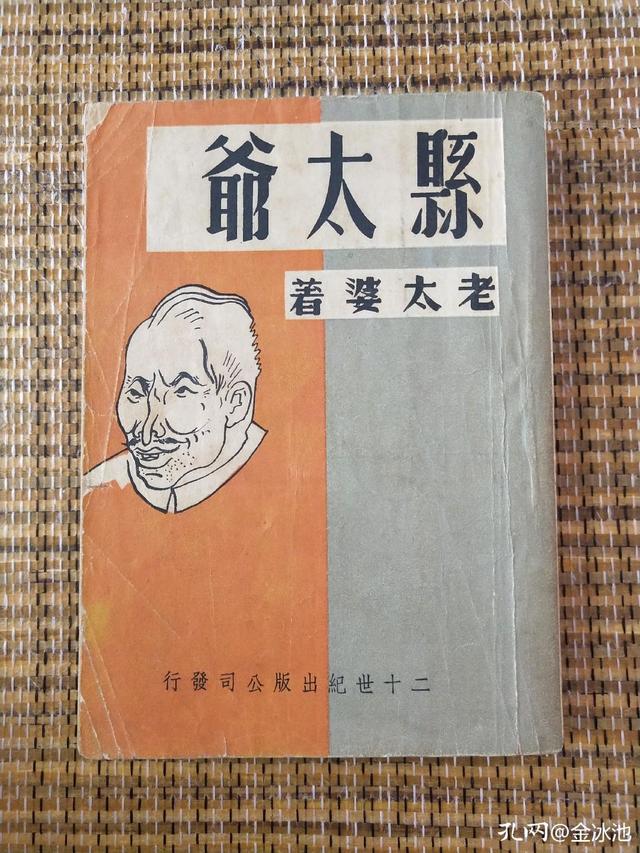 縣太爺
老太婆着
二十世紀出版公司發行
孔网@金冰池